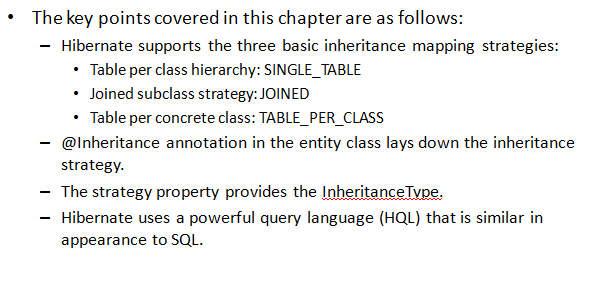 • The key points covered in this chapter are as follows:
– Hibernate supports the three basic inheritance mapping strategies:
• Table per class hierarchy: SINGLE_TABLE
• Joined subclass strategy: JOINED
• Table per concrete class: TABLE_PER_CLASS
– @Inheritance annotation in the entity class lays down the inheritance
strategy.
– The strategy property provides the InheritanceType.
– Hibernate uses a powerful query language (HQL) that is similar in
appearance to SQL.